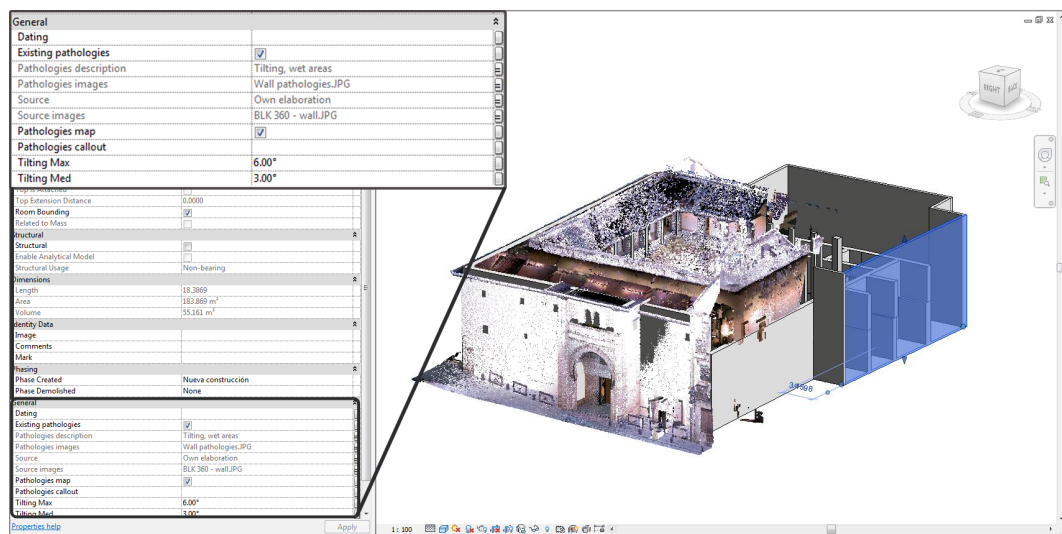 General
Dating
Existing pathologies
Pathologies description Tilting, wet areas
Pathologies images Wall pathologies.JPG
Source Own elaboration
Source images BLK 360 - wall.JPG
Pathologies map
Pathologies callout
Tilting Max 6.00°
Tilting Med 3.00°
Top is Attached
Top Extension Distance 0.0000
Room Bounding
Related to Mass
Structural
Structural
Enable Analytical Model
Structural Usage Non-bearing
Dimensions
Length 18.3869
Area 183.869 m²
Volume 55.161 m³
Identity Data
Image
Comments
Mark
Phasing
Phase Created Nueva construcción
Phase Demolished None
General
Dating
Existing pathologies
Pathologies description Tilting, wet areas
Pathologies images Wall pathologies.JPG
Source Own elaboration
Source images BLK 360 - wall.JPG
Pathologies map
Pathologies callout
Tilting Max 6.00°
Tilting Med 3.00°
Properties help Apply
RIGHT BACK
1 : 100